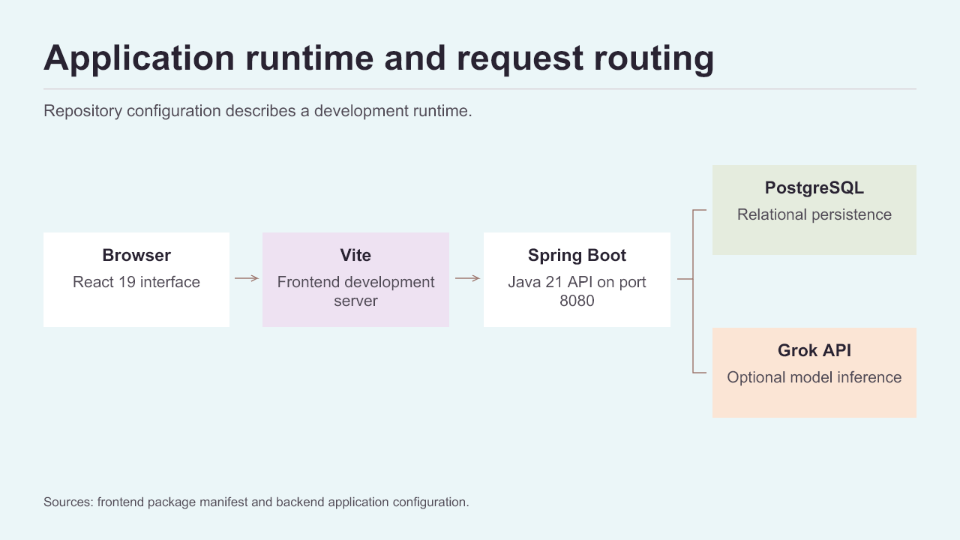 Application runtime and request routing
Repository configuration describes a development runtime.
Browser
React 19 interface
Vite
Frontend development
server
Spring Boot
Java 21 API on port
8080
PostgreSQL
Relational persistence
Grok API
Optional model inference
Sources: frontend package manifest and backend application configuration.